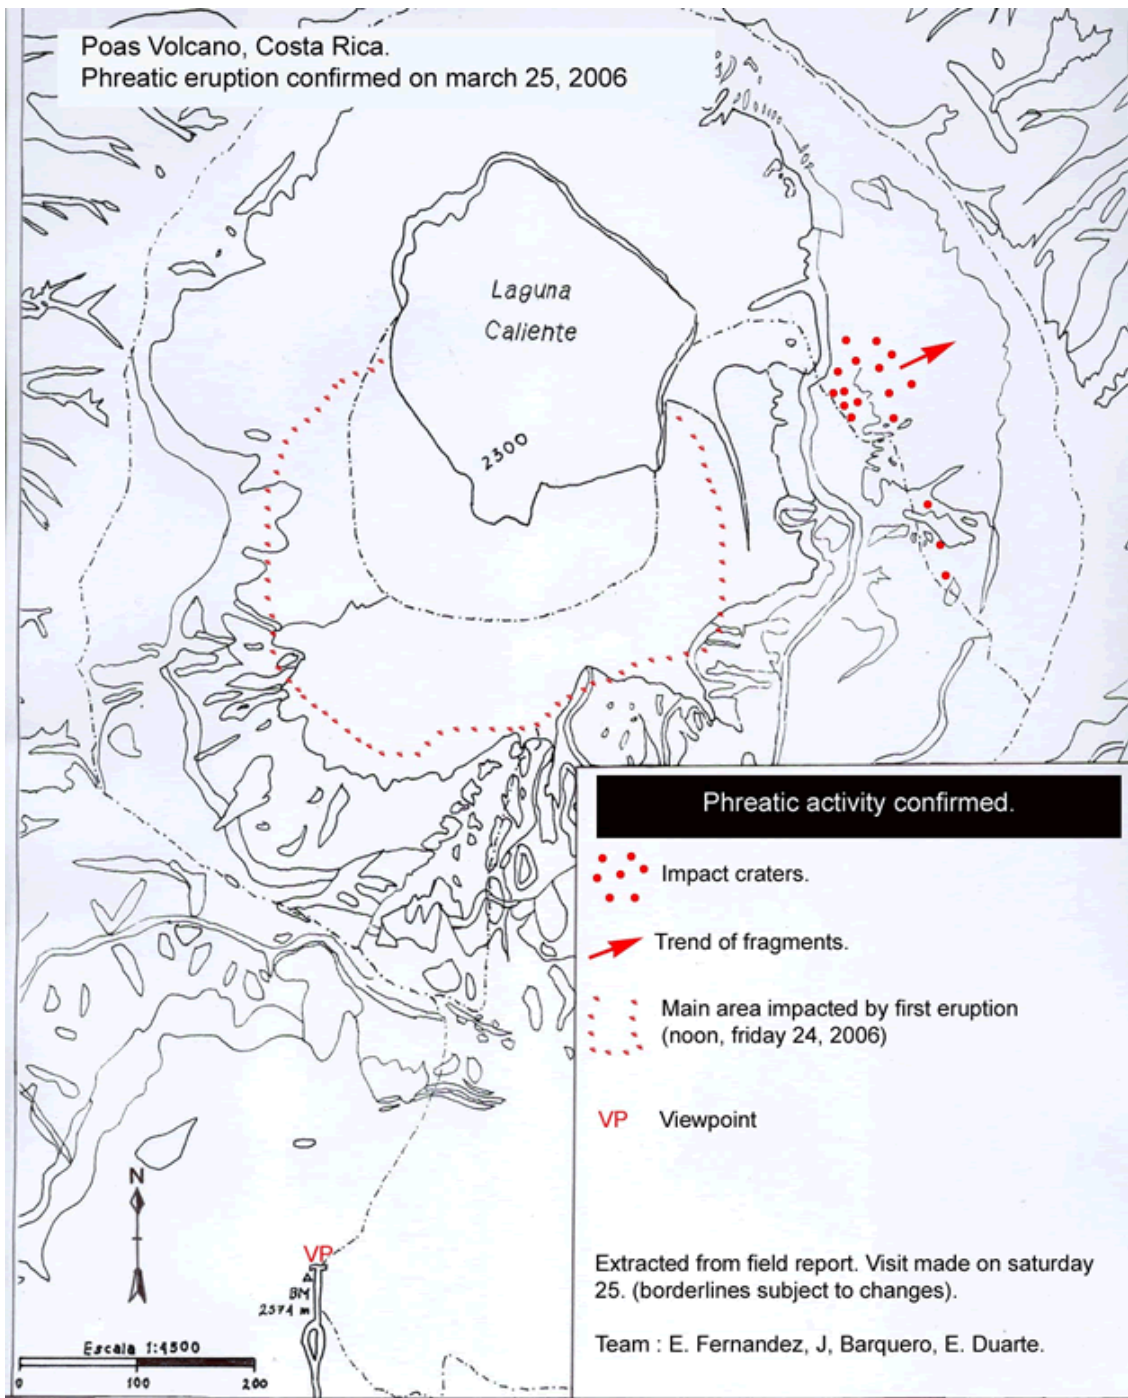 Poas Volcano, Costa Rica.
Phreatic eruption confirmed on march 25, 2006
Laguna
Caliente
2300
Phreatic activity confirmed.
Impact craters.
Trend of fragments.
Main area impacted by first eruption
(noon, friday 24, 2006)
VP Viewpoint
N
VP
BM
2574 m
Extracted from field report. Visit made on saturday
25. (borderlines subject to changes).
Team : E. Fernandez, J, Barquero, E. Duarte.
Escala 1:4500
0 100 200